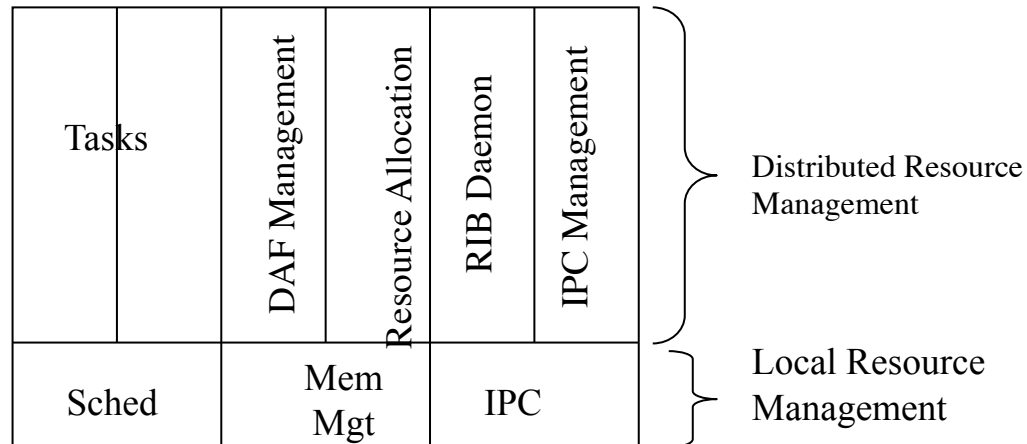 Tasks
DAF Management
Resource Allocation
RIB Daemon
IPC Management
Distributed Resource
Management
Sched
Mem
Mgt
IPC
Local Resource
Management